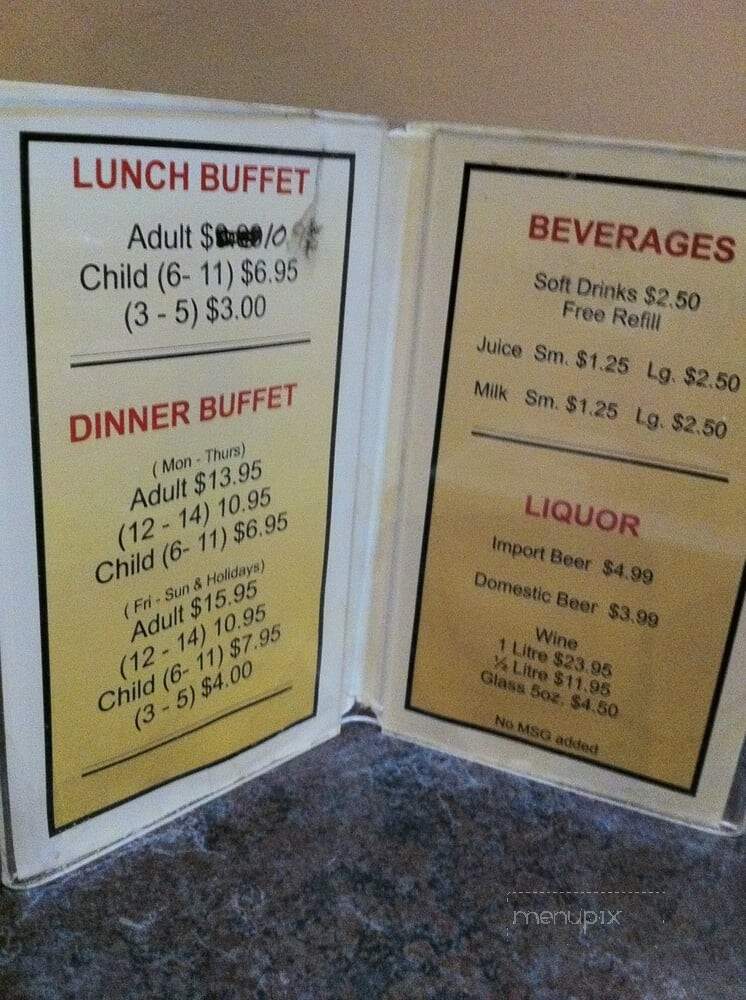 LUNCH BUFFET
Adult $ 10
Child (6- 11) $6.95
(3 - 5) $3.00
DINNER BUFFET
( Mon - Thurs)
Adult $13.95
(12 - 14) 10.95
Child (6- 11) $6.95
( Fri - Sun & Holidays)
Adult $15.95
(12 - 14) 10.95
Child (6- 11) $7.95
(3 - 5) $4.00
BEVERAGES
Soft Drinks $2.50
Free Refill
Juice Sm. $1.25 Lg. $2.50
Milk Sm. $1.25 Lg. $2.50
LIQUOR
Import Beer $4.99
Domestic Beer $3.99
Wine
1 Litre $23.95
½ Litre $11.95
Glass 5oz. $4.50
No MSG added
menupix